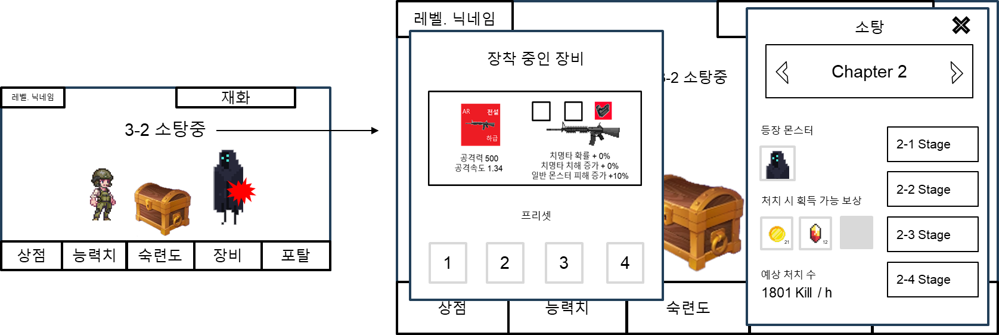 레벨. 닉네임
재화
3-2 소탕중
상점
능력치
숙련도
장비
포탈
레벨. 닉네임
3-2 소탕중
장착 중인 장비
AR
전설
하급
공격력 500
공격속도 1.34
치명타 확률 + 0%
치명타 치해 증가 + 0%
일반 몬스터 피해 증가 +10%
프리셋
1
2
3
4
상점
능력치
숙련도
소탕
Chapter 2
등장 몬스터
처치 시 획득 가능 보상
21
12
예상 처치 수
1801 Kill / h
2-1 Stage
2-2 Stage
2-3 Stage
2-4 Stage